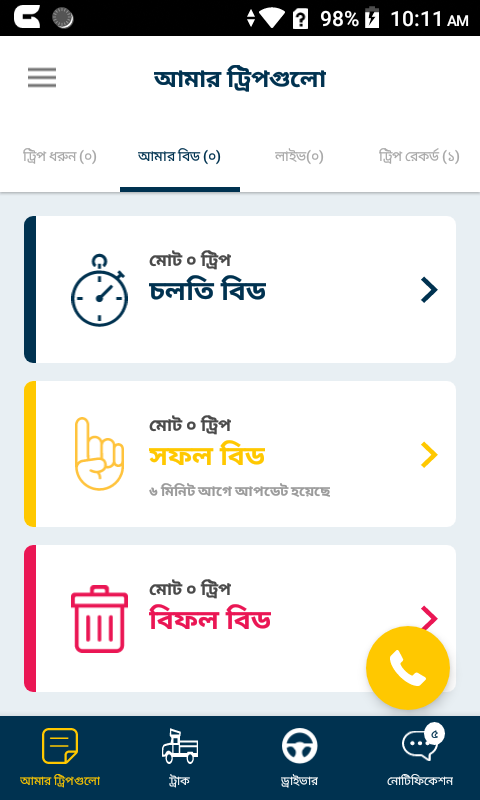 98% 10:11 AM
আমার ট্রিপগুলো
ট্রিপ ধরুন (০) আমার বিড (০) লাইভ(০) ট্রিপ রেকর্ড (১)
মোট ০ ট্রিপ
চলতি বিড
মোট ০ ট্রিপ
সফল বিড
৬ মিনিট আগে আপডেট হয়েছে
মোট ০ ট্রিপ
বিফল বিড
৫
আমার ট্রিপগুলো ট্রাক ড্রাইভার নোটিফিকেশন